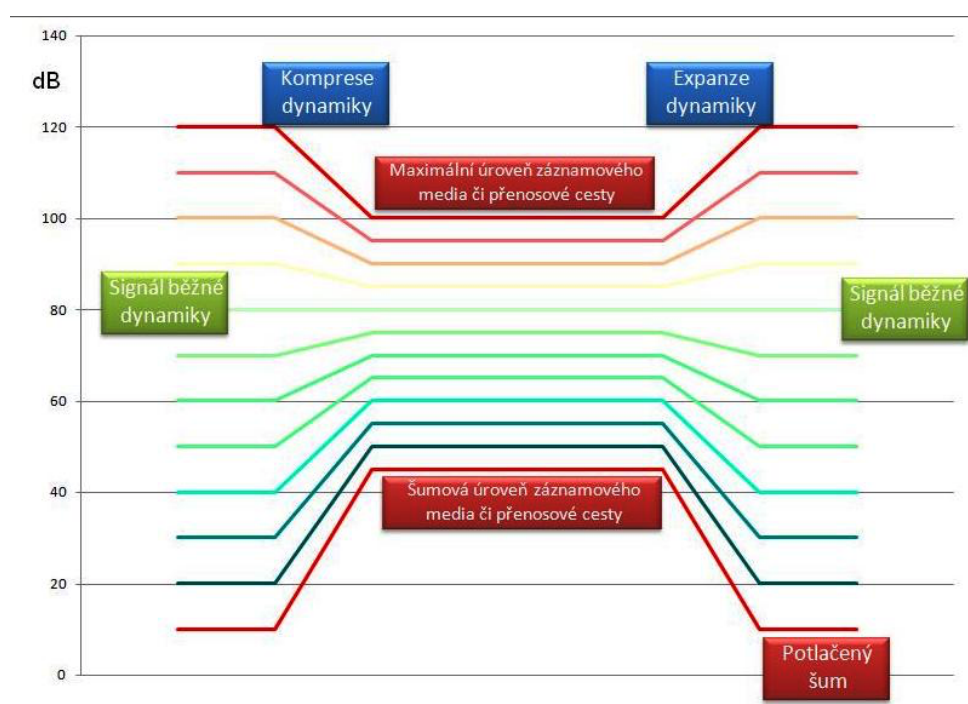 140
dB
Komprese
dynamiky
Expanze
dynamiky
120
Maximální úroveň záznamového
media či přenosové cesty
100
Signál běžné
dynamiky
Signál běžné
dynamiky
80
60
40
Šumová úroveň záznamového
media či přenosové cesty
20
Potlačený
šum
0